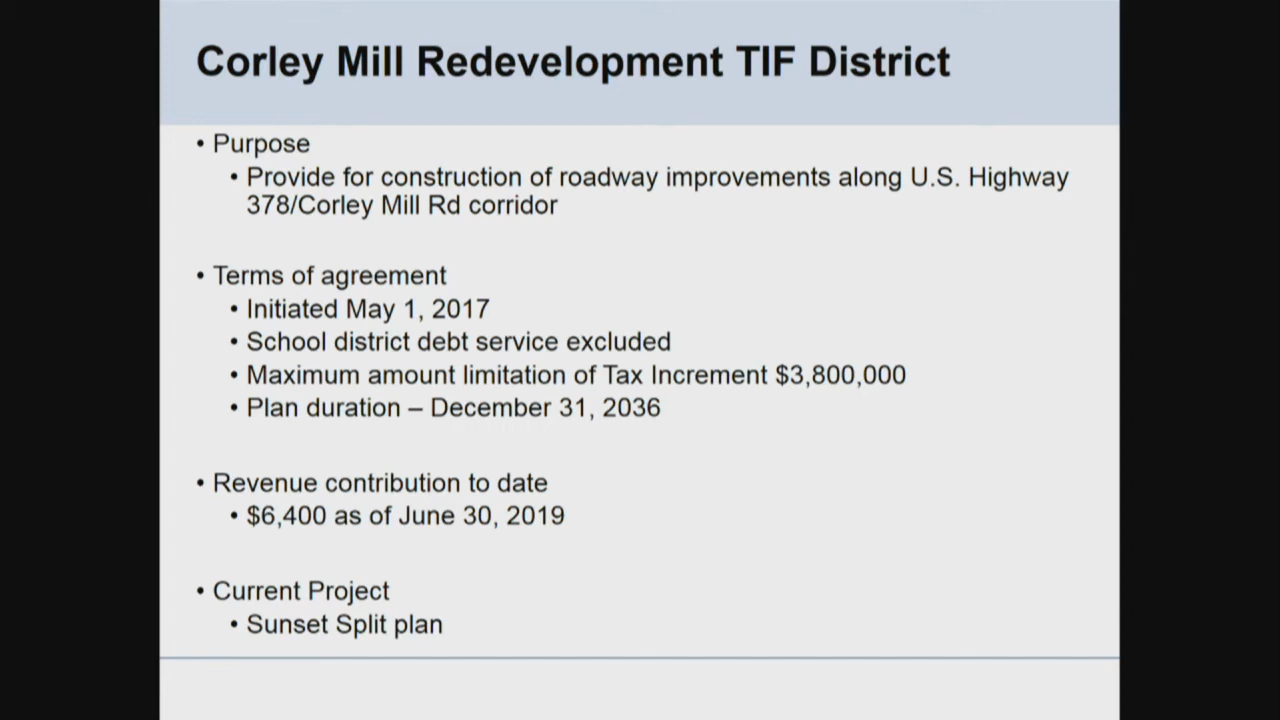 Corley Mill Redevelopment TIF District
• Purpose
• Provide for construction of roadway improvements along U.S. Highway
378/Corley Mill Rd corridor
• Terms of agreement
• Initiated May 1, 2017
• School district debt service excluded
• Maximum amount limitation of Tax Increment $3,800,000
• Plan duration – December 31, 2036
• Revenue contribution to date
• $6,400 as of June 30, 2019
• Current Project
• Sunset Split plan